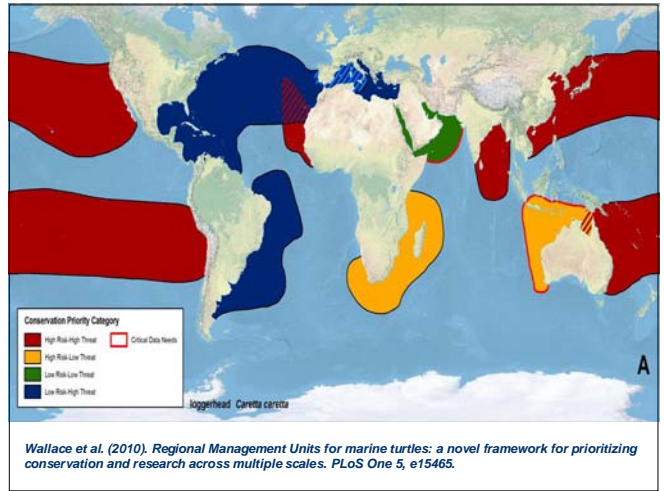 A
Conservation Priority Category
High Risk-High Threat
Critical Data Needs
High Risk-Low Threat
Low Risk-Low Threat
Low Risk-High Threat
loggerhead Caretta caretta
Wallace et al. (2010). Regional Management Units for marine turtles: a novel framework for prioritizing
conservation and research across multiple scales. PLoS One 5, e15465.